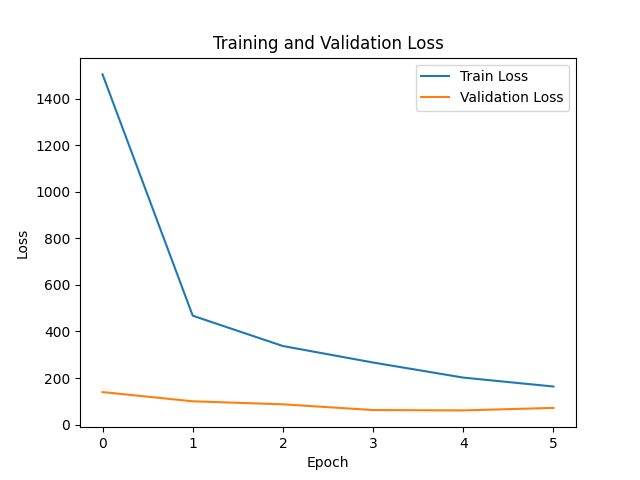 Training and Validation Loss
Train Loss
Validation Loss
1400
1200
1000
800
600
400
200
0
Loss
0 1 2 3 4 5
Epoch